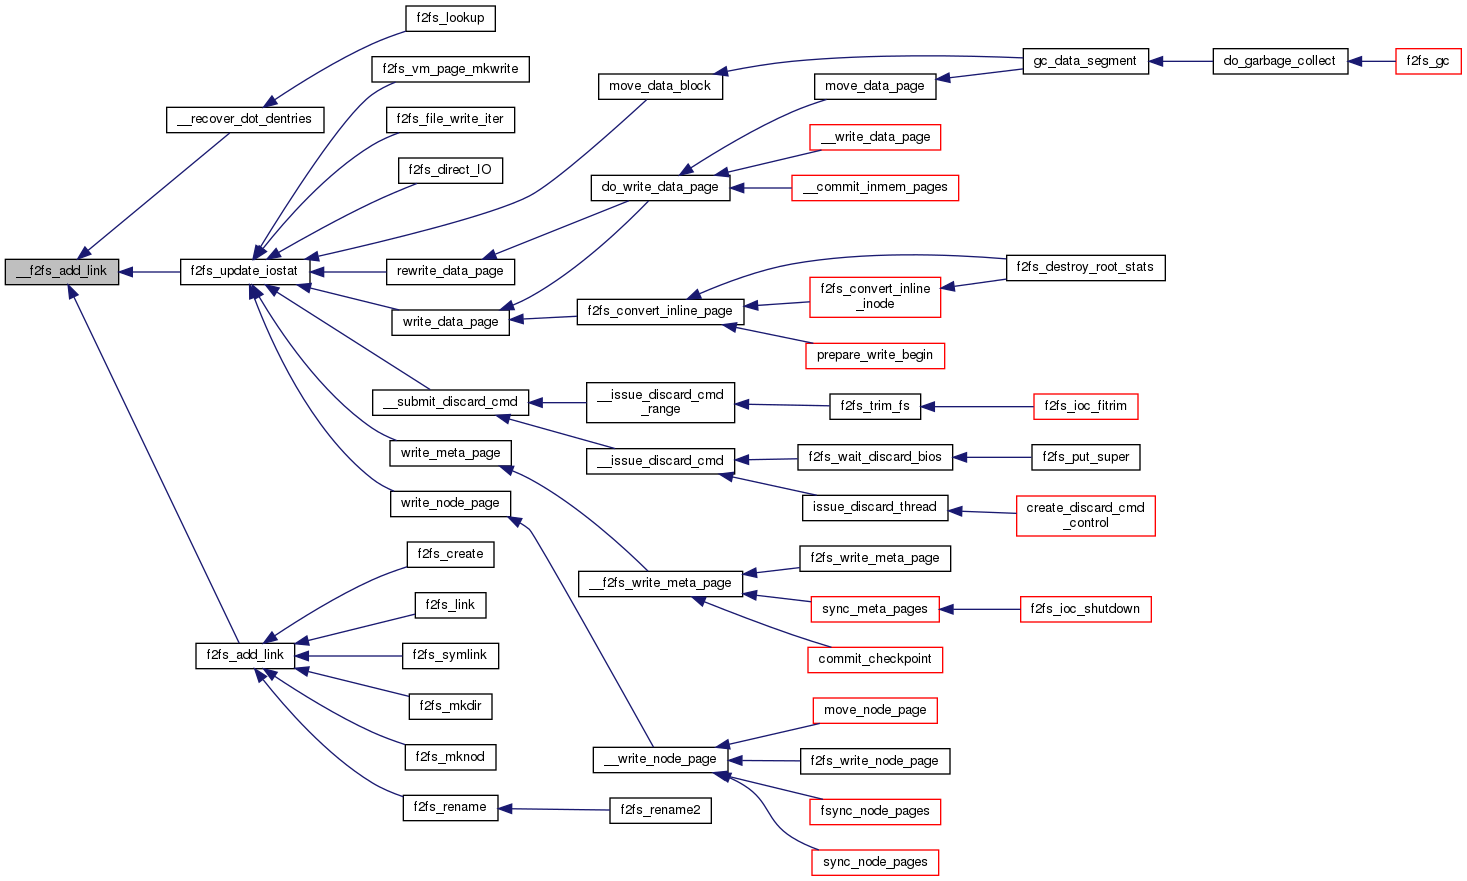 f2fs_lookup
f2fs_vm_page_mkwrite
__recover_dot_dentries
f2fs_file_write_iter
f2fs_direct_IO
move_data_block
move_data_page
gc_data_segment
do_garbage_collect
f2fs_gc
__write_data_page
do_write_data_page
__commit_inmem_pages
__f2fs_add_link
f2fs_update_iostat
rewrite_data_page
write_data_page
f2fs_convert_inline_page
f2fs_convert_inline
_inode
f2fs_destroy_root_stats
prepare_write_begin
__submit_discard_cmd
__issue_discard_cmd
_range
f2fs_trim_fs
f2fs_ioc_fitrim
write_meta_page
__issue_discard_cmd
f2fs_wait_discard_bios
f2fs_put_super
write_node_page
issue_discard_thread
create_discard_cmd
_control
f2fs_create
f2fs_write_meta_page
__f2fs_write_meta_page
f2fs_link
sync_meta_pages
f2fs_ioc_shutdown
f2fs_add_link
f2fs_symlink
commit_checkpoint
f2fs_mkdir
move_node_page
f2fs_mknod
__write_node_page
f2fs_write_node_page
f2fs_rename
f2fs_rename2
fsync_node_pages
sync_node_pages